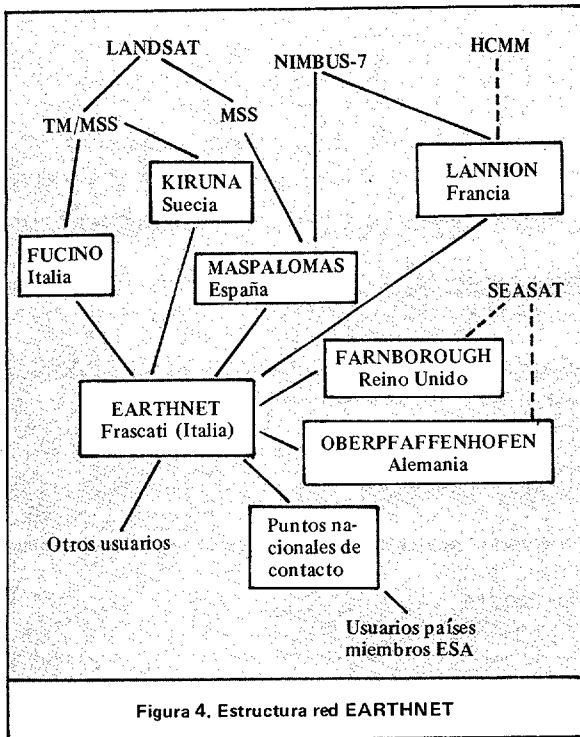 LANDSAT
NIMBUS-7
HCMM
TM/MSS
MSS
KIRUNA
Suecia
LANNION
Francia
FUCINO
Italia
MASPALOMAS
España
SEASAT
FARNBOROUGH
Reino Unido
EARTHNET
Frascati (Italia)
OBERPFAFFENHOFEN
Alemania
Otros usuarios
Puntos na-
cionales de
contacto
Usuarios países
miembros ESA
Figura 4. Estructura red EARTHNET